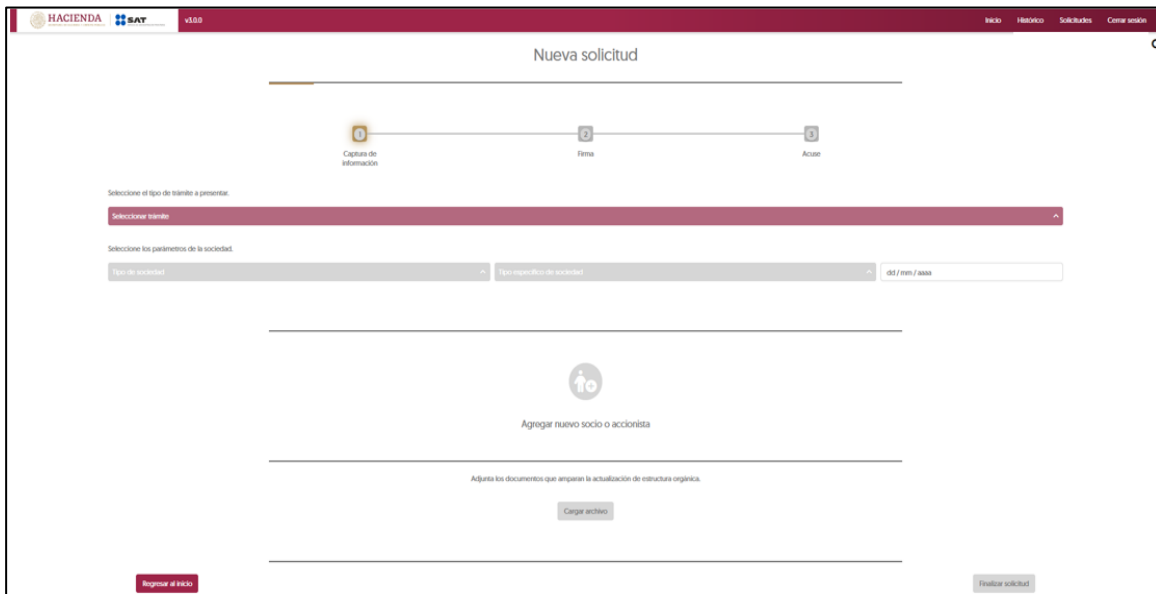 HACIENDA SAT v3.0.0 Inicio Histórico Solicitudes Cerrar sesión
Nueva solicitud
1 2 3
Captura de información
Firma
Acuse
Seleccione el tipo de trámite a presentar.
Seleccionar trámite
Seleccione los parámetros de la sociedad.
Tipo de sociedad Tipo específico de sociedad dd / mm / aaaa
Agregar nuevo socio o accionista
Adjunta los documentos que amparan la actualización de estructura orgánica.
Cargar archivo
Regresar al inicio Finalizar solicitud